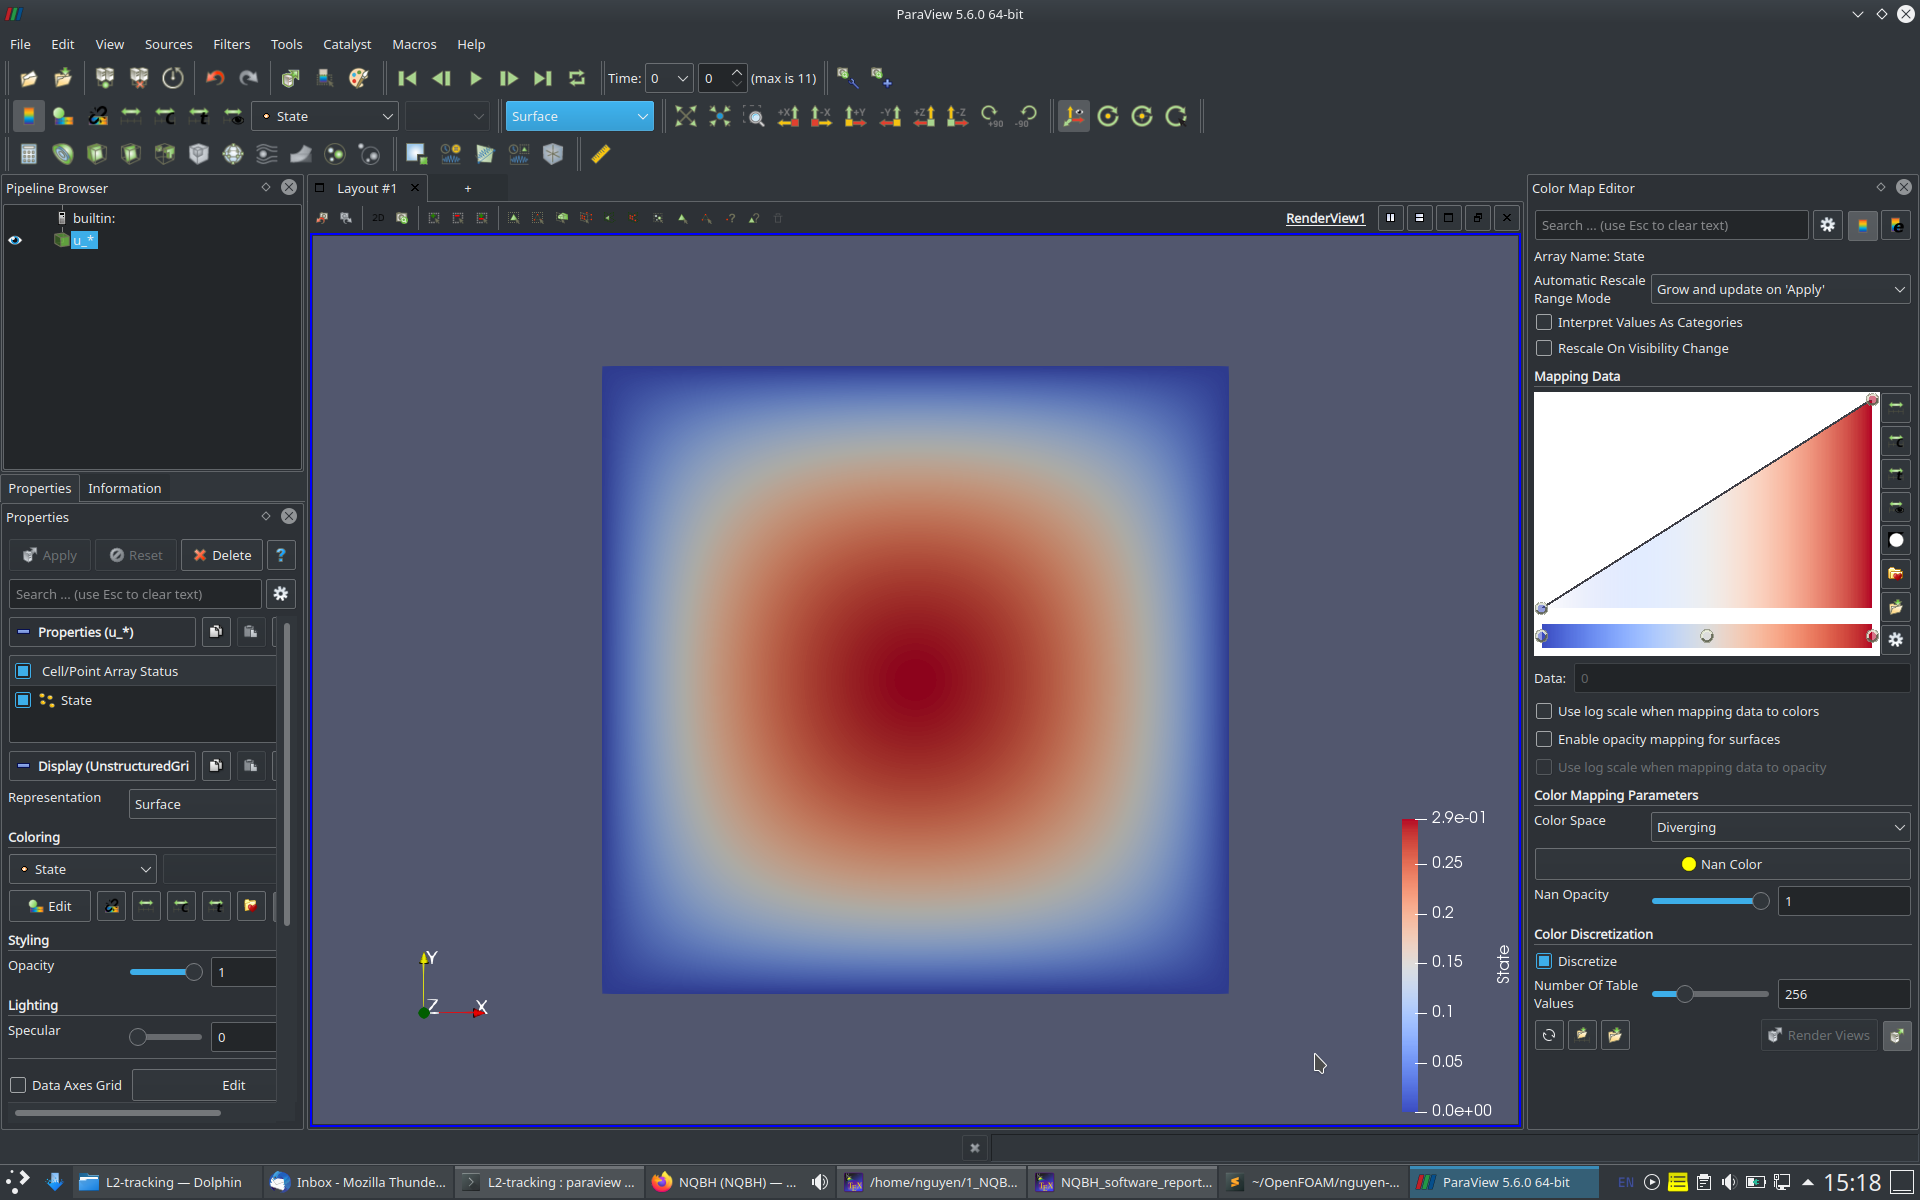 ParaView 5.6.0 64-bit
File Edit View Sources Filters Tools Catalyst Macros Help
Time: 0 0 (max is 11)
State Surface +X -X +Y -Y +Z -Z +90 -90
Pipeline Browser
builtin:
u_*
Layout #1 +
2D RenderView1
Properties Information
Properties
Apply Reset Delete ?
Search ... (use Esc to clear text)
Properties (u_*)
Cell/Point Array Status
State
Display (UnstructuredGri
Representation Surface
Coloring
State
Edit
Styling
Opacity 1
Lighting
Specular 0
Data Axes Grid Edit
Y
Z X
2.9e-01
0.25
0.2
0.15
0.1
0.05
0.0e+00
State
Color Map Editor
Search ... (use Esc to clear text)
Array Name: State
Automatic Rescale
Range Mode
Grow and update on 'Apply'
Interpret Values As Categories
Rescale On Visibility Change
Mapping Data
Data: 0
Use log scale when mapping data to colors
Enable opacity mapping for surfaces
Use log scale when mapping data to opacity
Color Mapping Parameters
Color Space Diverging
Nan Color
Nan Opacity 1
Color Discretization
Discretize
Number Of Table
Values
256
Render Views
L2-tracking — Dolphin
Inbox - Mozilla Thunde...
L2-tracking : paraview ...
NQBH (NQBH) — ...
/home/nguyen/1_NQB...
NQBH_software_report...
~/OpenFOAM/nguyen-...
ParaView 5.6.0 64-bit
EN
15:18